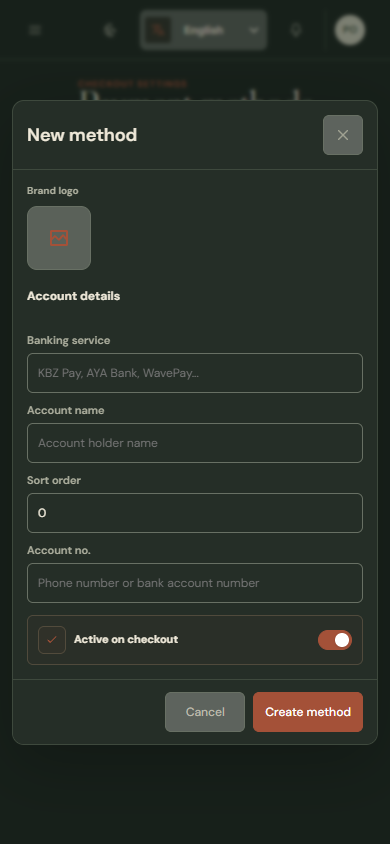 English
New method
Brand logo
Account details
Banking service
KBZ Pay, AYA Bank, WavePay...
Account name
Account holder name
Sort order
0
Account no.
Phone number or bank account number
Active on checkout
Cancel
Create method